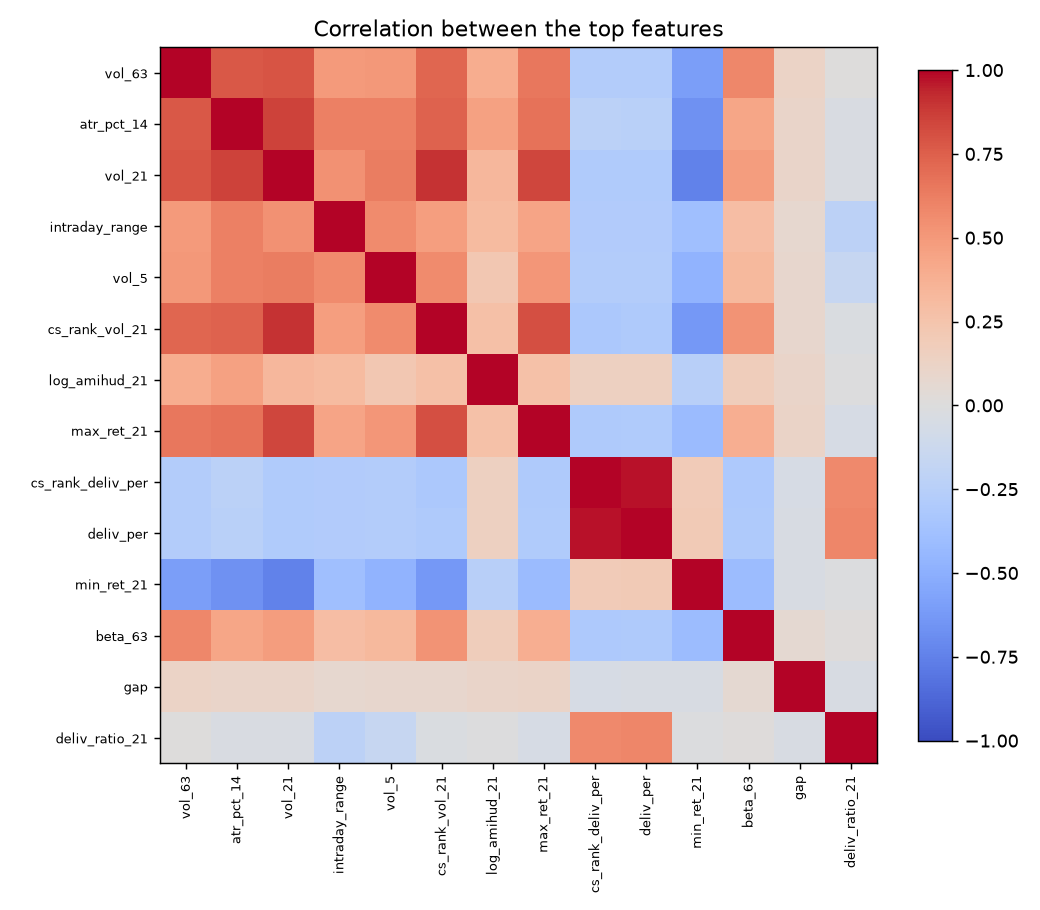 Correlation between the top features
vol_63
atr_pct_14
vol_21
intraday_range
vol_5
cs_rank_vol_21
log_amihud_21
max_ret_21
cs_rank_deliv_per
deliv_per
min_ret_21
beta_63
gap
deliv_ratio_21
vol_63
atr_pct_14
vol_21
intraday_range
vol_5
cs_rank_vol_21
log_amihud_21
max_ret_21
cs_rank_deliv_per
deliv_per
min_ret_21
beta_63
gap
deliv_ratio_21
1.00
0.75
0.50
0.25
0.00
−0.25
−0.50
−0.75
−1.00